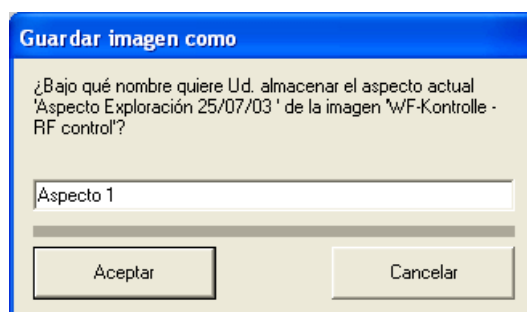 Guardar imagen como
¿Bajo qué nombre quiere Ud. almacenar el aspecto actual
'Aspecto Exploración 25/07/03 ' de la imagen 'WF-Kontrolle -
RF control'?
Aspecto 1
Aceptar
Cancelar